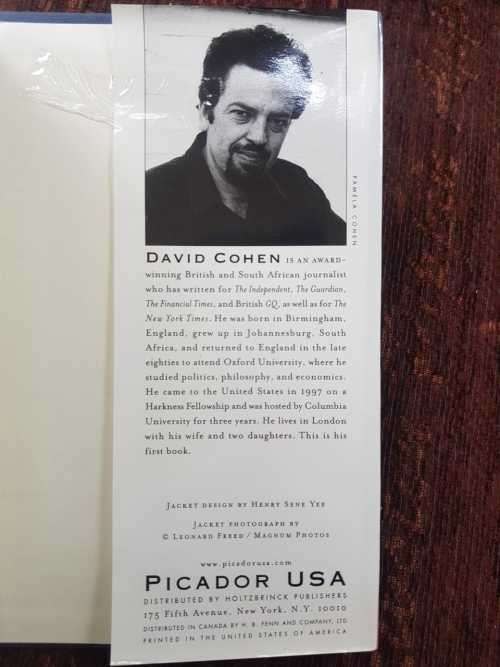 PAMELA COHEN
DAVID COHEN IS AN AWARD-
winning British and South African journalist
who has written for The Independent, The Guardian,
The Financial Times, and British GQ, as well as for The
New York Times. He was born in Birmingham,
England, grew up in Johannesburg, South
Africa, and returned to England in the late
eighties to attend Oxford University, where he
studied politics, philosophy, and economics.
He came to the United States in 1997 on a
Harkness Fellowship and was hosted by Columbia
University for three years. He lives in London
with his wife and two daughters. This is his
first book.
JACKET DESIGN BY HENRY SENE YEE
JACKET PHOTOGRAPH BY
© LEONARD FREED / MAGNUM PHOTOS
www.picadorusa.com
PICADOR USA
DISTRIBUTED BY HOLTZBRINCK PUBLISHERS
175 Fifth Avenue, New York, N.Y. 10010
DISTRIBUTED IN CANADA BY H. B. FENN AND COMPANY, LTD
PRINTED IN THE UNITED STATES OF AMERICA